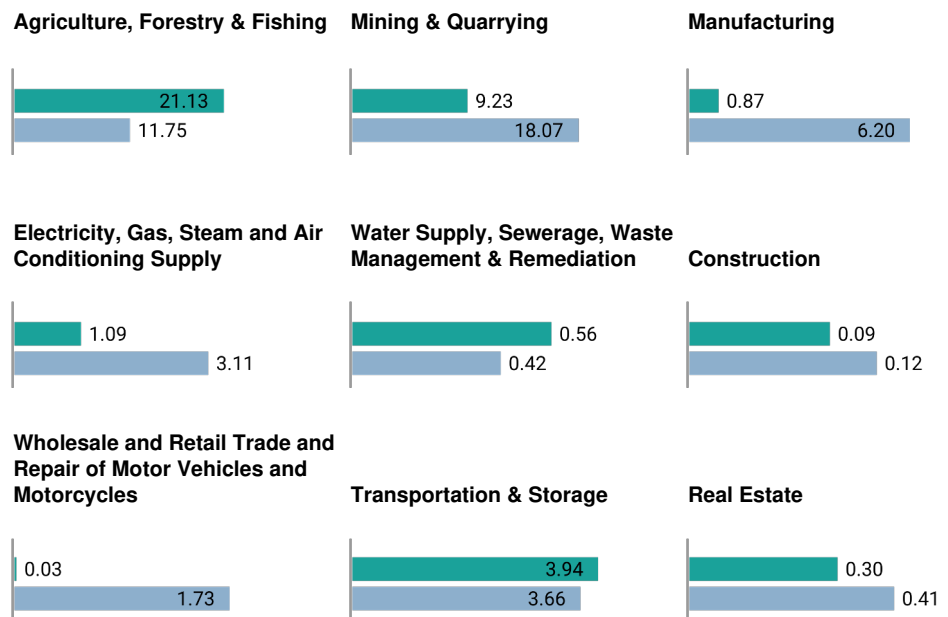 Agriculture, Forestry & Fishing
21.13
11.75
Mining & Quarrying
9.23
18.07
Manufacturing
0.87
6.20
Electricity, Gas, Steam and Air
Conditioning Supply
1.09
3.11
Water Supply, Sewerage, Waste
Management & Remediation
0.56
0.42
Construction
0.09
0.12
Wholesale and Retail Trade and
Repair of Motor Vehicles and
Motorcycles
0.03
1.73
Transportation & Storage
3.94
3.66
Real Estate
0.30
0.41